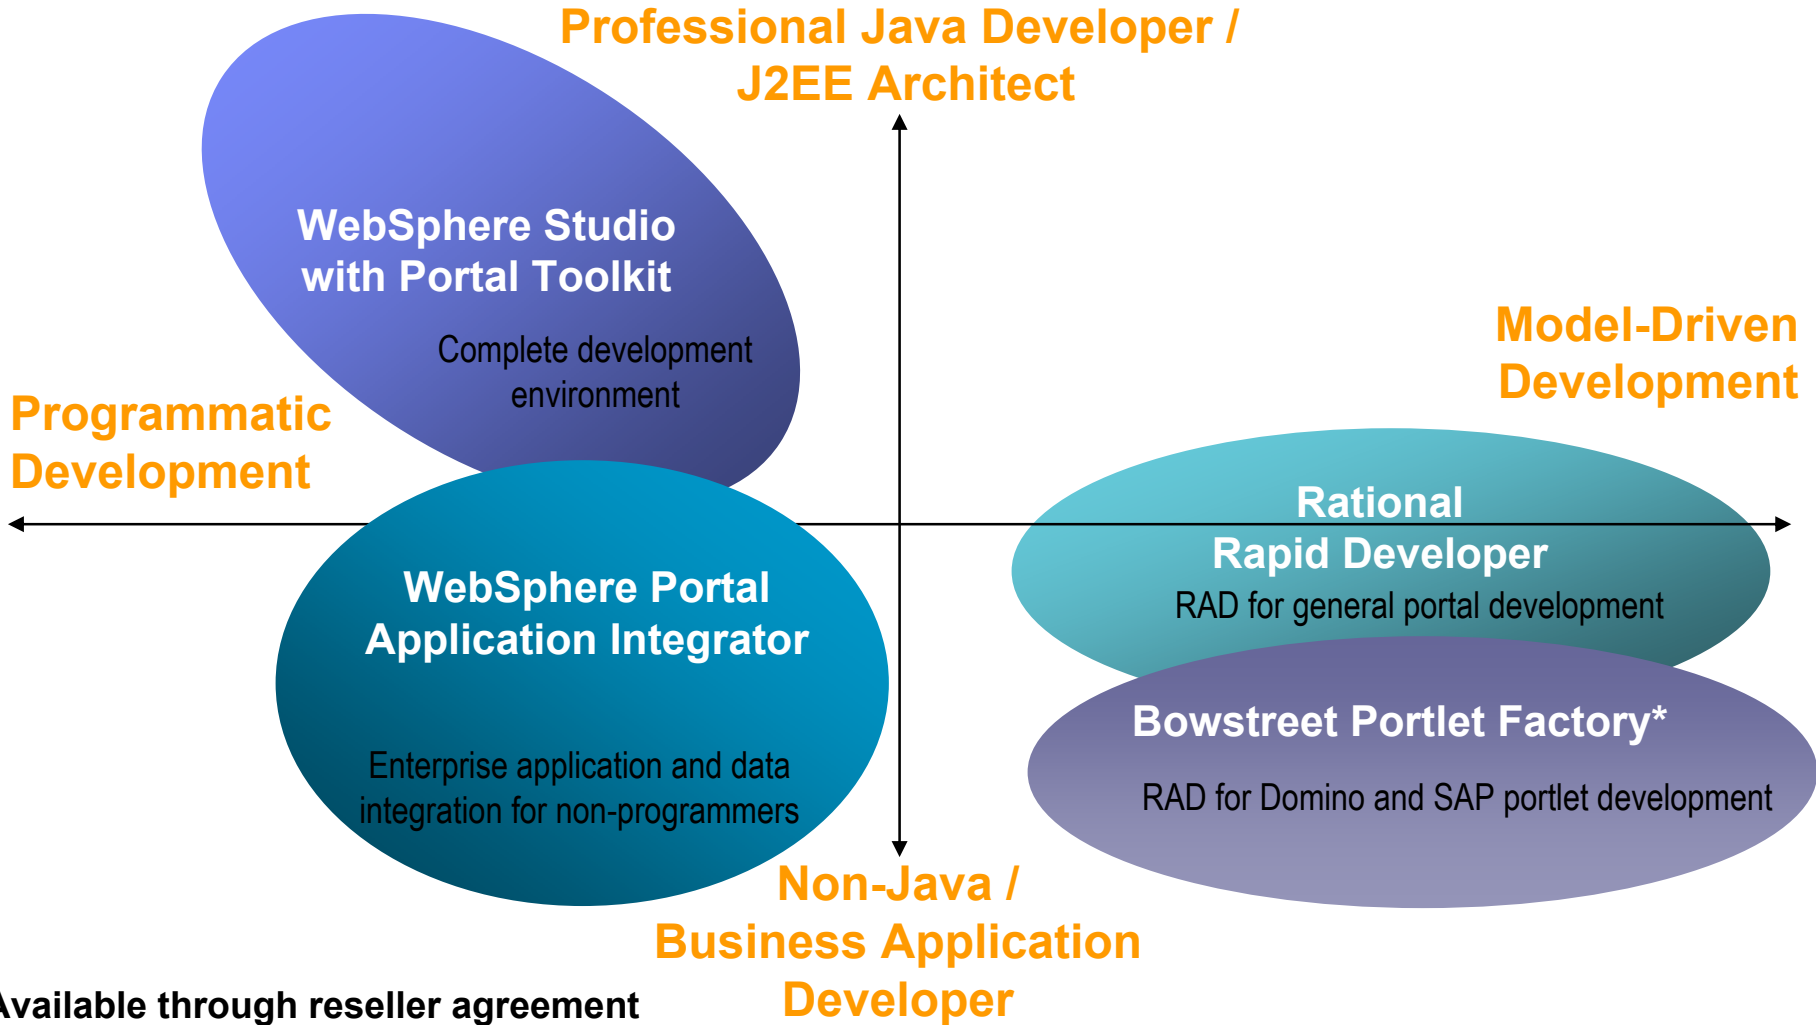 Professional Java Developer /
J2EE Architect
WebSphere Studio
with Portal Toolkit
Complete development
environment
Programmatic
Development
Model-Driven
Development
Rational
Rapid Developer
RAD for general portal development
WebSphere Portal
Application Integrator
Enterprise application and data
integration for non-programmers
Bowstreet Portlet Factory*
RAD for Domino and SAP portlet development
Non-Java /
Business Application
Developer
Available through reseller agreement